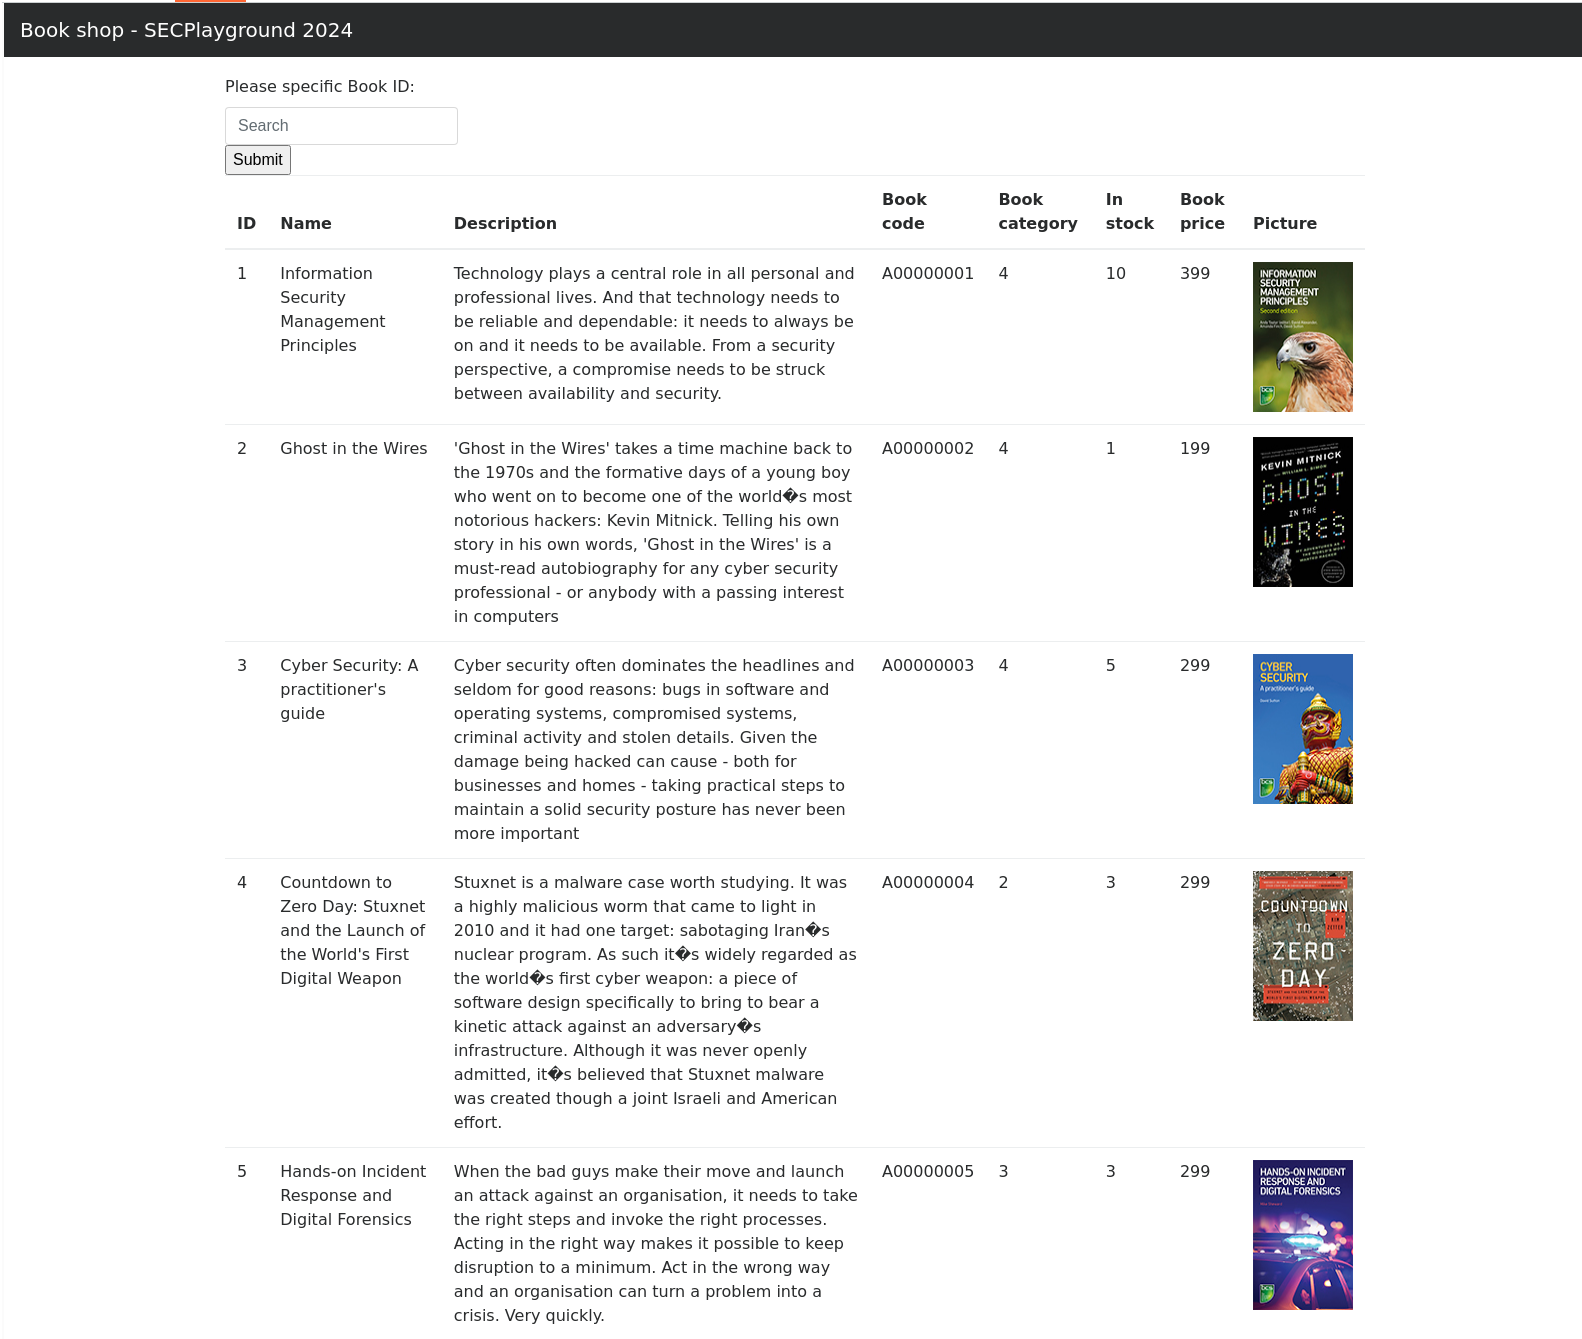 Book shop - SECPlayground 2024
Please specific Book ID:
Search
Submit
ID Name Description Book code Book category In stock Book price Picture
1 Information Security Management Principles
Technology plays a central role in all personal and
professional lives. And that technology needs to
be reliable and dependable: it needs to always be
on and it needs to be available. From a security
perspective, a compromise needs to be struck
between availability and security.
A00000001 4 10 399
INFORMATION
SECURITY
MANAGEMENT
PRINCIPLES
Second edition
bcs
2 Ghost in the Wires
'Ghost in the Wires' takes a time machine back to
the 1970s and the formative days of a young boy
who went on to become one of the world�s most
notorious hackers: Kevin Mitnick. Telling his own
story in his own words, 'Ghost in the Wires' is a
must-read autobiography for any cyber security
professional - or anybody with a passing interest
in computers
A00000002 4 1 199
KEVIN MITNICK
GHOST
IN THE
WIRES
3 Cyber Security: A practitioner's guide
Cyber security often dominates the headlines and
seldom for good reasons: bugs in software and
operating systems, compromised systems,
criminal activity and stolen details. Given the
damage being hacked can cause - both for
businesses and homes - taking practical steps to
maintain a solid security posture has never been
more important
A00000003 4 5 299
CYBER
SECURITY
A practitioner's guide
David Sutton
bcs
4 Countdown to Zero Day: Stuxnet and the Launch of the World's First Digital Weapon
Stuxnet is a malware case worth studying. It was
a highly malicious worm that came to light in
2010 and it had one target: sabotaging Iran�s
nuclear program. As such it�s widely regarded as
the world�s first cyber weapon: a piece of
software design specifically to bring to bear a
kinetic attack against an adversary�s
infrastructure. Although it was never openly
admitted, it�s believed that Stuxnet malware
was created though a joint Israeli and American
effort.
A00000004 2 3 299
COUNTDOWN
TO
KIM
ZETTER
ZERO
DAY
5 Hands-on Incident Response and Digital Forensics
When the bad guys make their move and launch
an attack against an organisation, it needs to take
the right steps and invoke the right processes.
Acting in the right way makes it possible to keep
disruption to a minimum. Act in the wrong way
and an organisation can turn a problem into a
crisis. Very quickly.
A00000005 3 3 299
HANDS-ON INCIDENT
RESPONSE AND
DIGITAL FORENSICS
bcs